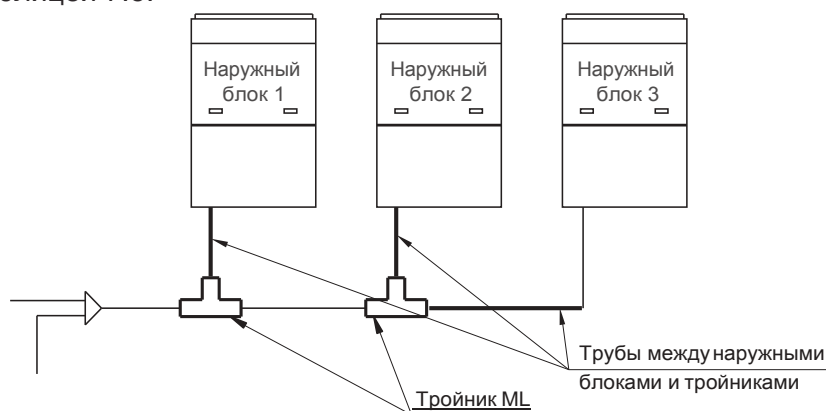 Наружный
блок 1
Наружный
блок 2
Наружный
блок 3
Трубы между наружными
блоками и тройниками
Тройник ML